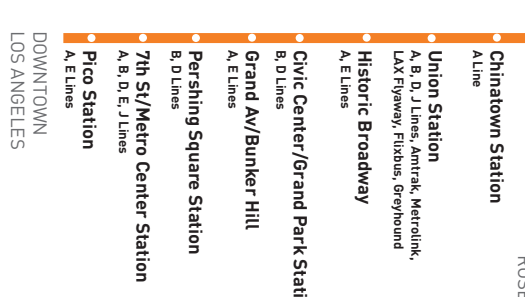 DOWNTOWN
LOS ANGELES
Pico Station
A, E Lines
7th St/Metro Center Station
A, B, D, E, J Lines
Pershing Square Station
B, D Lines
Grand Av/Bunker Hill
A, E Lines
Civic Center/Grand Park Stati
B, D Lines
Historic Broadway
A, E Lines
Union Station
A, B, D, J Lines, Amtrak, Metrolink,
LAX Flyaway, Flixbus, Greyhound
Chinatown Station
A Line